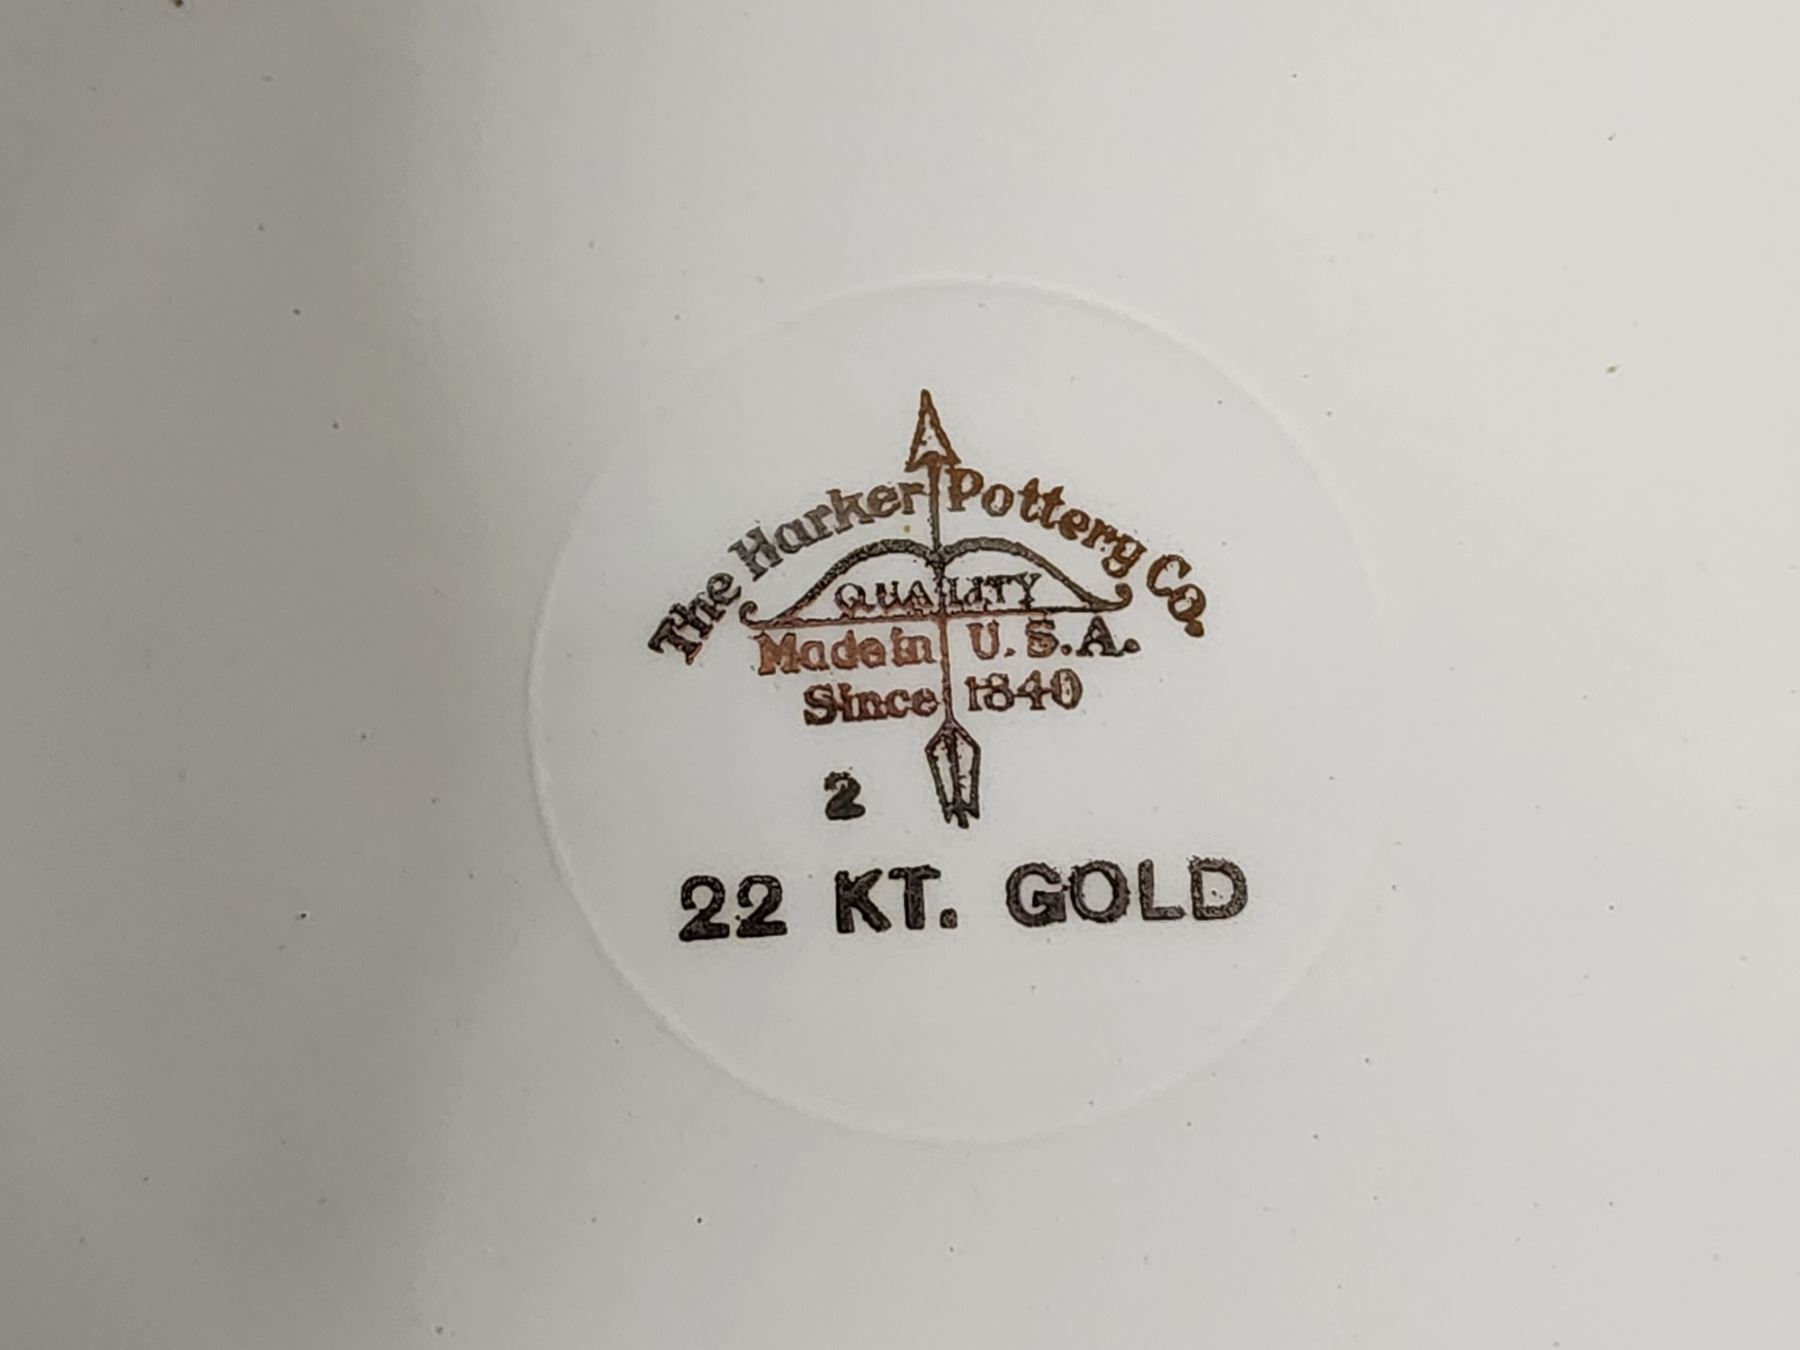 The Harker Pottery Co.
QUALITY
Made in U.S.A.
Since 1840
2
22 KT. GOLD